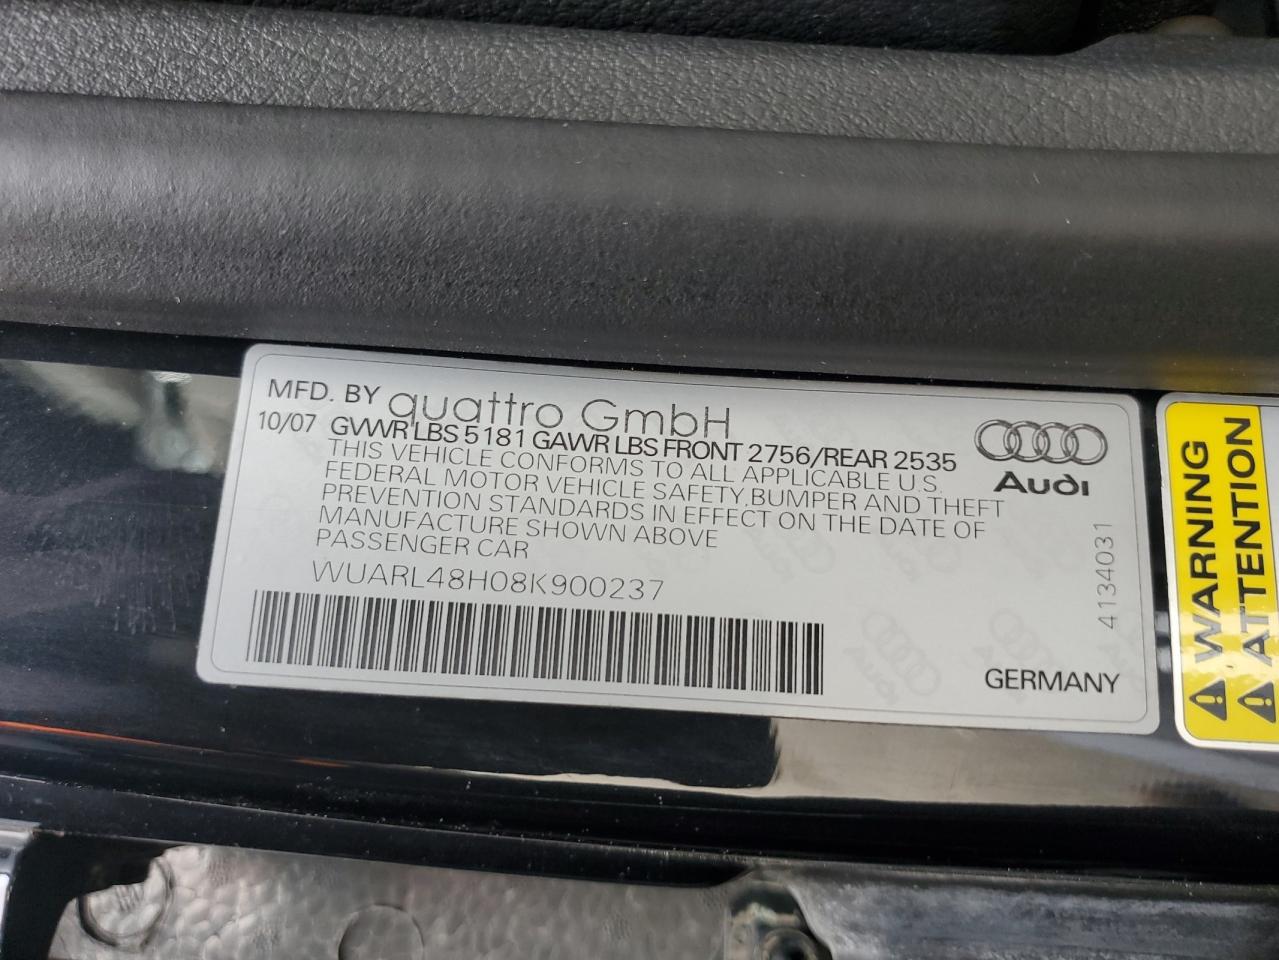 MFD. BY quattro GmbH
10/07 GVWR LBS 5181 GAWR LBS FRONT 2756/REAR 2535
THIS VEHICLE CONFORMS TO ALL APPLICABLE U.S.
FEDERAL MOTOR VEHICLE SAFETY, BUMPER AND THEFT
PREVENTION STANDARDS IN EFFECT ON THE DATE OF
MANUFACTURE SHOWN ABOVE
PASSENGER CAR
WUARL48H08K900237
Audi
4134031
GERMANY
WARNING
ATTENTION